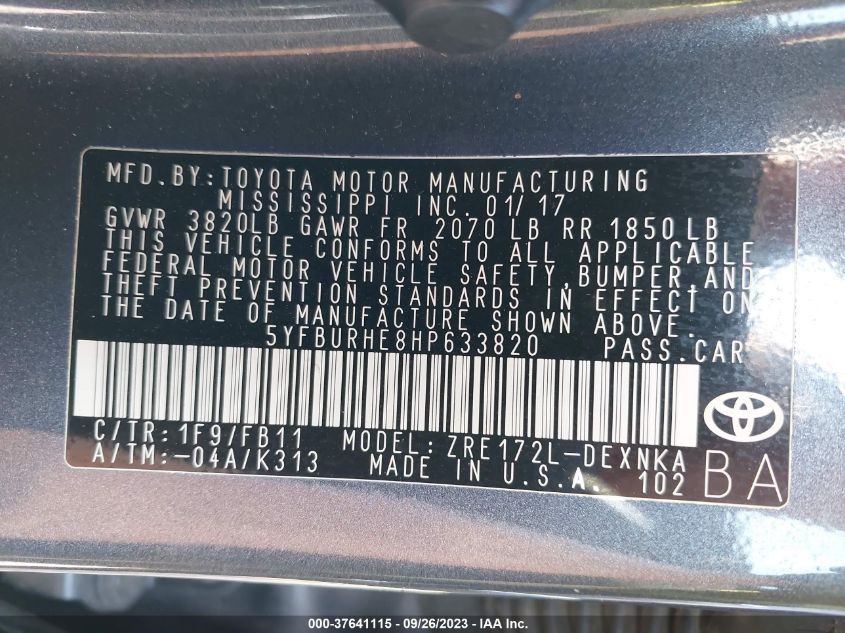 MFD.BY:TOYOTA MOTOR MANUFACTURING
MISSISSIPPI INC. 01/17
GVWR 3820LB GAWR FR 2070 LB RR 1850 LB
THIS VEHICLE CONFORMS TO ALL APPLICABLE
FEDERAL MOTOR VEHICLE SAFETY,BUMPER,AND
THEFT PREVENTION STANDARDS IN EFFECT ON
THE DATE OF MANUFACTURE SHOWN ABOVE.
5YFBURHE8HP633820 PASS.CAR
C/TR:1F9/FB11 MODEL:ZRE172L-DEXNKA
A/TM:-04A/K313 MADE IN U.S.A. 102
BA
000-37641115 - 09/26/2023 - IAA Inc.